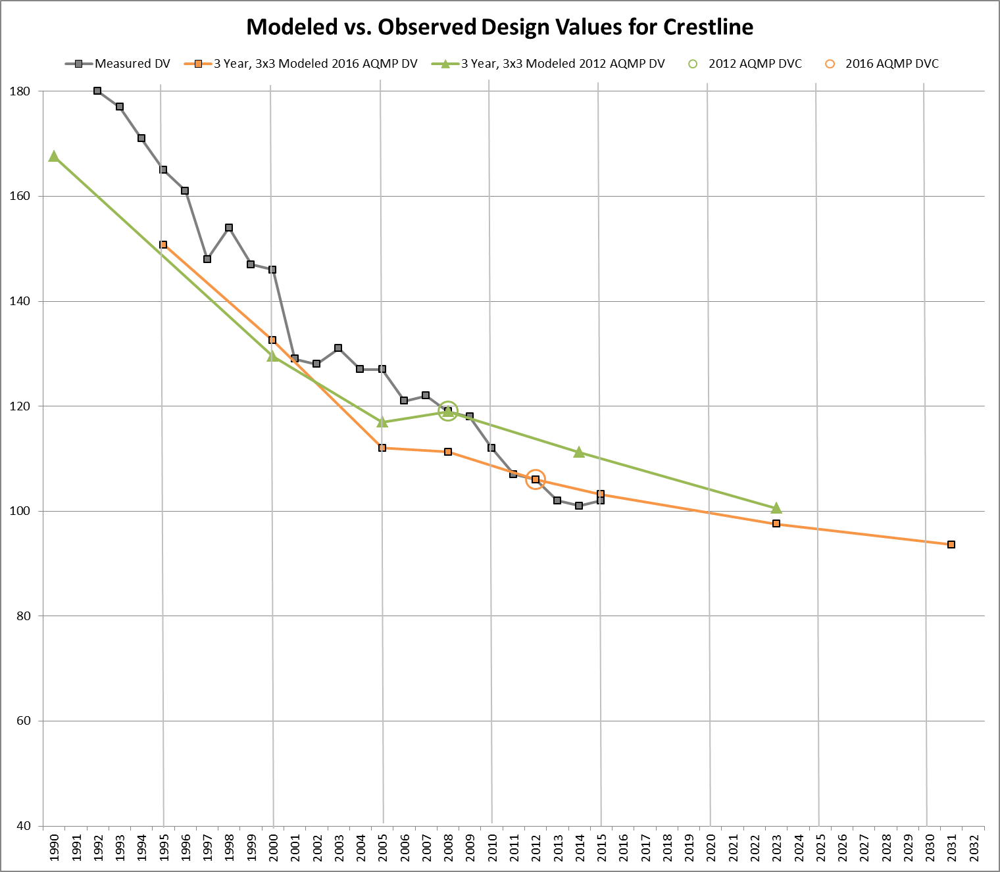 Modeled vs. Observed Design Values for Crestline
Measured DV 3 Year, 3x3 Modeled 2016 AQMP DV 3 Year, 3x3 Modeled 2012 AQMP DV 2012 AQMP DVC 2016 AQMP DVC
180
160
140
120
100
80
60
40
1990 1991 1992 1993 1994 1995 1996 1997 1998 1999 2000 2001 2002 2003 2004 2005 2006 2007 2008 2009 2010 2011 2012 2013 2014 2015 2016 2017 2018 2019 2020 2021 2022 2023 2024 2025 2026 2027 2028 2029 2030 2031 2032